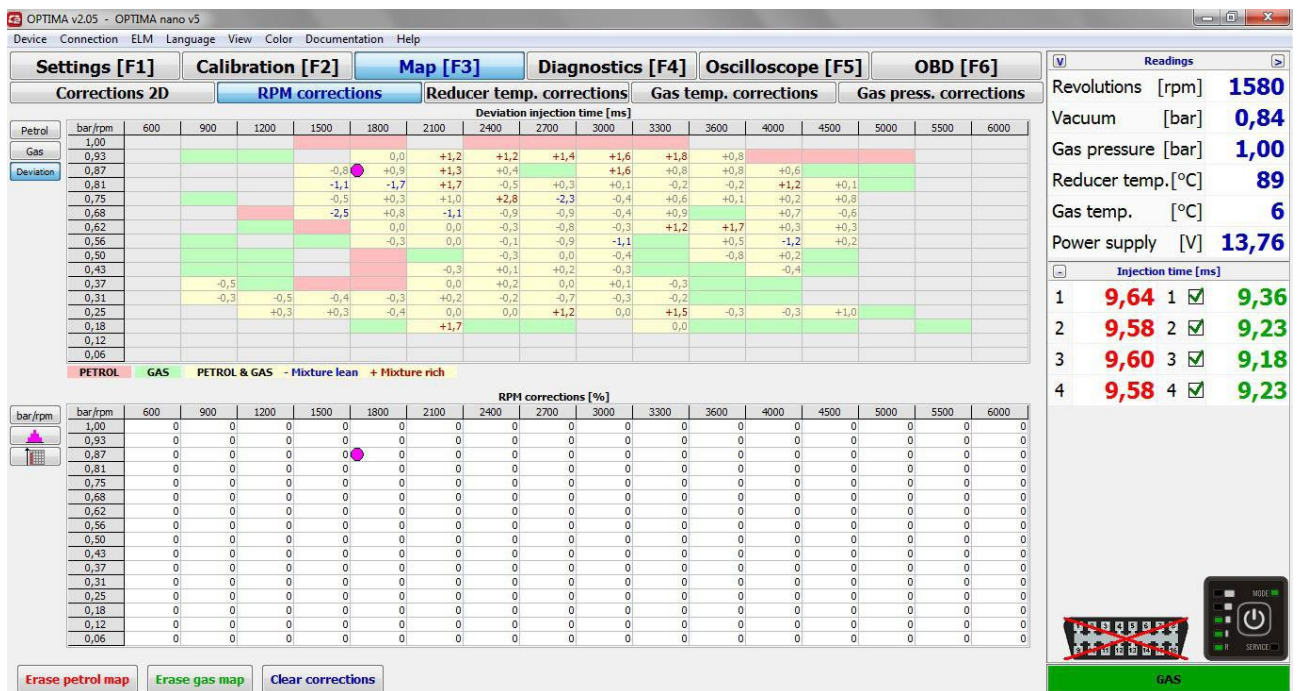 OPTIMA v2.05 - OPTIMA nano v5
Device Connection ELM Language View Color Documentation Help
Settings [F1] Calibration [F2] Map [F3] Diagnostics [F4] Oscilloscope [F5] OBD [F6]
Corrections 2D RPM corrections Reducer temp. corrections Gas temp. corrections Gas press. corrections
Deviation injection time [ms]
Petrol
Gas
Deviation
bar/rpm 600 900 1200 1500 1800 2100 2400 2700 3000 3300 3600 4000 4500 5000 5500 6000
1,00
0,93 0,0 +1,2 +1,2 +1,4 +1,6 +1,8 +0,8
0,87 -0,8 +0,9 +1,3 +0,4 +1,6 +0,8 +0,8 +0,6
0,81 -1,1 -1,7 +1,7 -0,5 +0,3 +0,1 -0,2 -0,2 +1,2 +0,1
0,75 -0,5 +0,3 +1,0 +2,8 -2,3 -0,4 +0,6 +0,1 +0,2 +0,8
0,68 -2,5 +0,8 -1,1 -0,9 -0,9 -0,4 +0,9 +0,7 -0,6
0,62 0,0 0,0 -0,3 -0,8 -0,3 +1,2 +1,7 +0,3 +0,3
0,56 -0,3 0,0 -0,1 -0,9 -1,1 +0,5 -1,2 +0,2
0,50 -0,3 0,0 -0,4 -0,8 +0,2
0,43 -0,3 +0,1 +0,2 -0,3 -0,4
0,37 -0,5 0,0 +0,2 0,0 +0,1 -0,3
0,31 -0,3 -0,5 -0,4 -0,3 +0,2 -0,2 -0,7 -0,3 -0,2
0,25 +0,3 +0,3 -0,4 0,0 0,0 +1,2 0,0 +1,5 -0,3 -0,3 +1,0
0,18 +1,7 0,0
0,12
0,06
PETROL GAS PETROL & GAS - Mixture lean + Mixture rich
RPM corrections [%]
bar/rpm
bar/rpm 600 900 1200 1500 1800 2100 2400 2700 3000 3300 3600 4000 4500 5000 5500 6000
1,00 0 0 0 0 0 0 0 0 0 0 0 0 0 0 0 0
0,93 0 0 0 0 0 0 0 0 0 0 0 0 0 0 0 0
0,87 0 0 0 0 0 0 0 0 0 0 0 0 0 0 0 0
0,81 0 0 0 0 0 0 0 0 0 0 0 0 0 0 0 0
0,75 0 0 0 0 0 0 0 0 0 0 0 0 0 0 0 0
0,68 0 0 0 0 0 0 0 0 0 0 0 0 0 0 0 0
0,62 0 0 0 0 0 0 0 0 0 0 0 0 0 0 0 0
0,56 0 0 0 0 0 0 0 0 0 0 0 0 0 0 0 0
0,50 0 0 0 0 0 0 0 0 0 0 0 0 0 0 0 0
0,43 0 0 0 0 0 0 0 0 0 0 0 0 0 0 0 0
0,37 0 0 0 0 0 0 0 0 0 0 0 0 0 0 0 0
0,31 0 0 0 0 0 0 0 0 0 0 0 0 0 0 0 0
0,25 0 0 0 0 0 0 0 0 0 0 0 0 0 0 0 0
0,18 0 0 0 0 0 0 0 0 0 0 0 0 0 0 0 0
0,12 0 0 0 0 0 0 0 0 0 0 0 0 0 0 0 0
0,06 0 0 0 0 0 0 0 0 0 0 0 0 0 0 0 0
Erase petrol map Erase gas map Clear corrections
V Readings >
Revolutions [rpm] 1580
Vacuum [bar] 0,84
Gas pressure [bar] 1,00
Reducer temp.[°C] 89
Gas temp. [°C] 6
Power supply [V] 13,76
- Injection time [ms]
1 9,64 1 9,36
2 9,58 2 9,23
3 9,60 3 9,18
4 9,58 4 9,23
MODE
R SERVICE
GAS